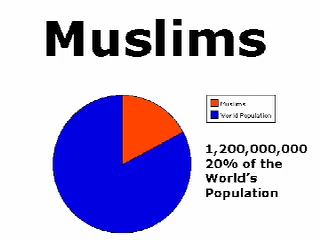 Muslims
Muslims
World Population
1,200,000,000
20% of the
World's
Population